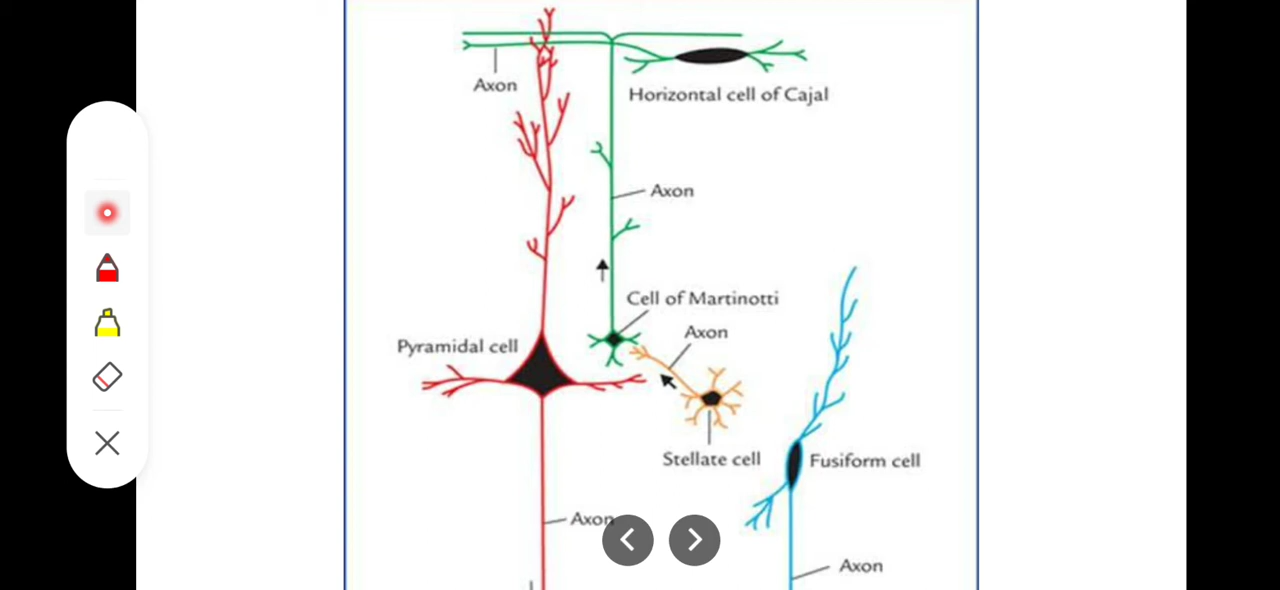 Axon
Horizontal cell of Cajal
Axon
Cell of Martinotti
Axon
Pyramidal cell
Stellate cell
Fusiform cell
Axon
Axon